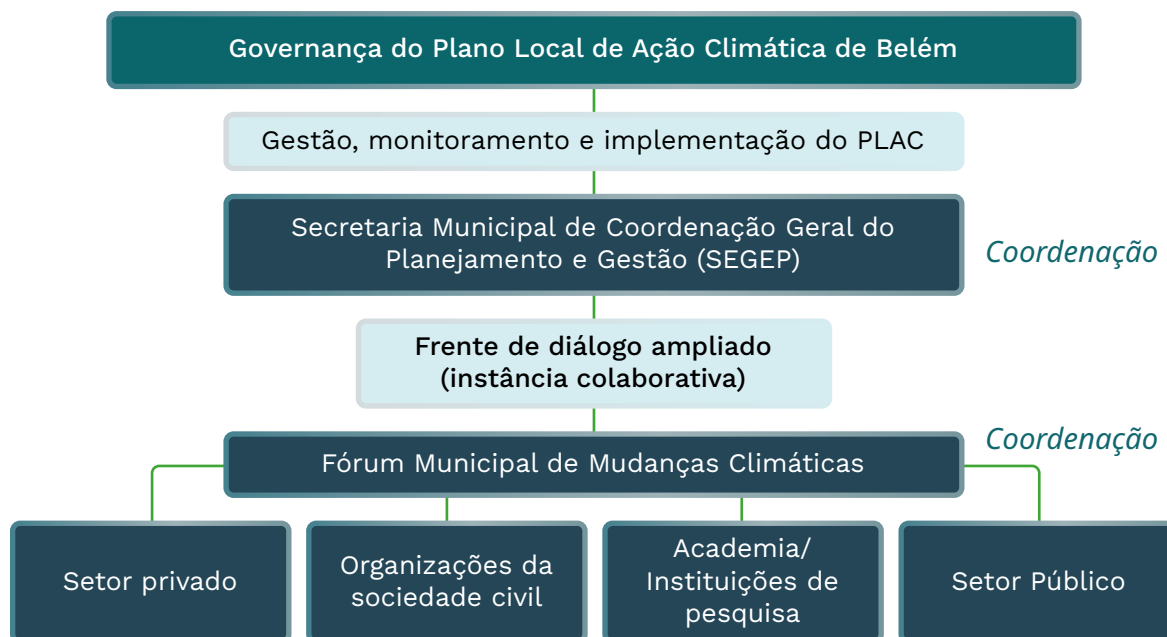 Governança do Plano Local de Ação Climática de Belém
Gestão, monitoramento e implementação do PLAC
Secretaria Municipal de Coordenação Geral do
Planejamento e Gestão (SEGEP)
Coordenação
Frente de diálogo ampliado
(instância colaborativa)
Coordenação
Fórum Municipal de Mudanças Climáticas
Setor privado
Organizações da
sociedade civil
Academia/
Instituições de
pesquisa
Setor Público